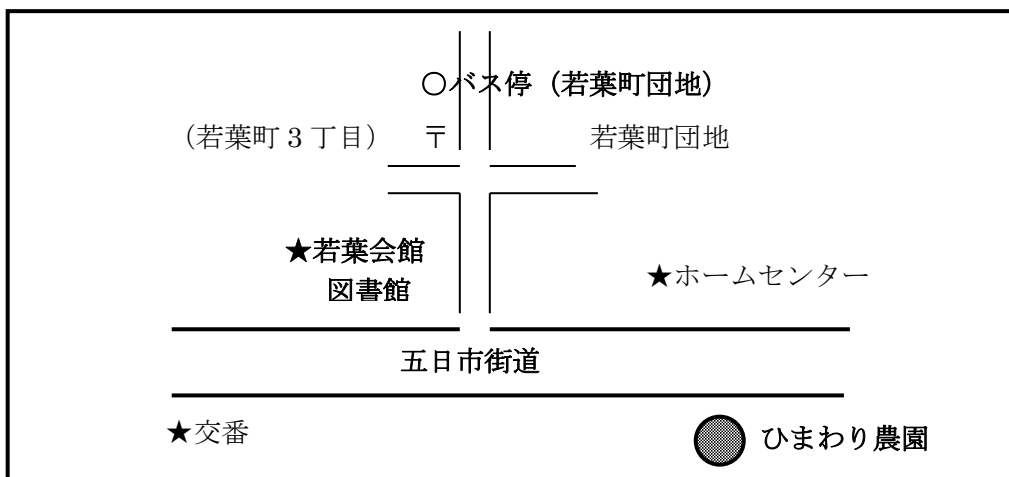 ○バス停（若葉町団地）
（若葉町３丁目） 〒 若葉町団地
★若葉会館
図書館
★ホームセンター
五日市街道
★交番
ひまわり農園